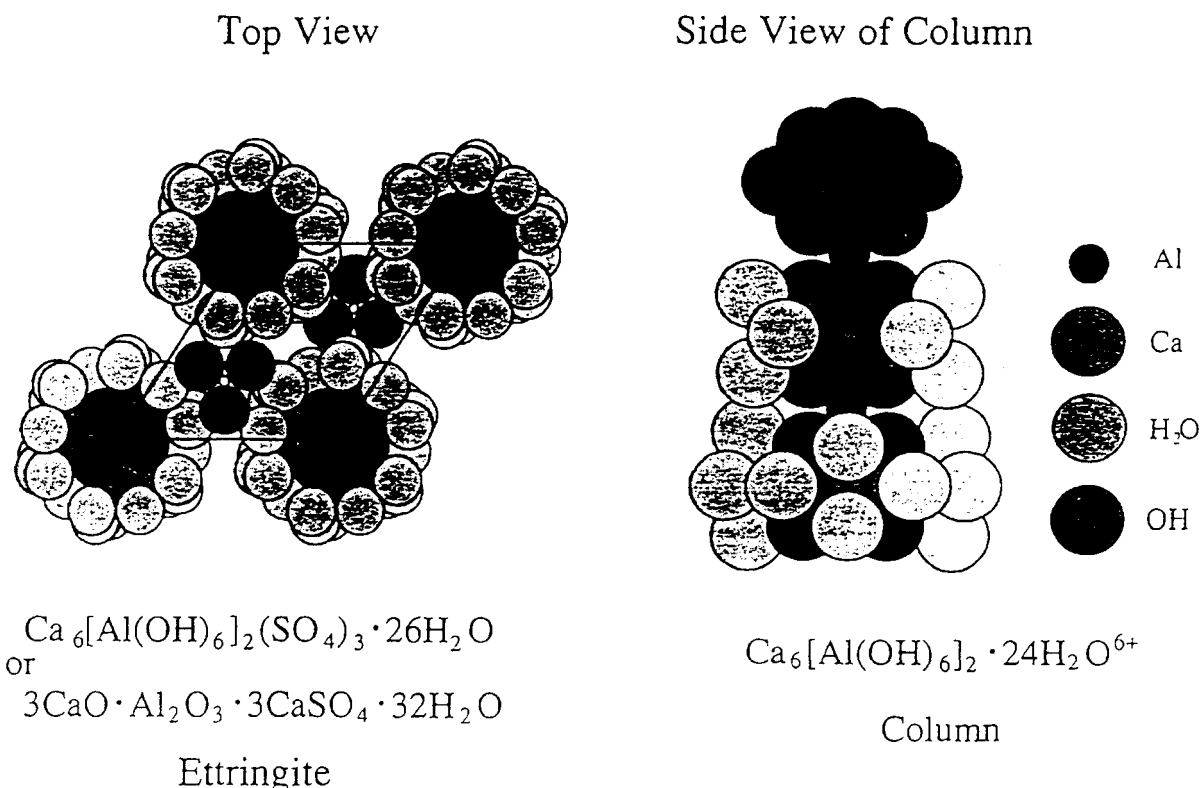 Top View
Side View of Column
Al
Ca
H₂O
OH
Ca₆[Al(OH)₆]₂(SO₄)₃·26H₂O
or
3CaO·Al₂O₃·3CaSO₄·32H₂O
Ettringite
Ca₆[Al(OH)₆]₂·24H₂O⁶⁺
Column